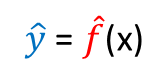 ŷ = f̂(x)